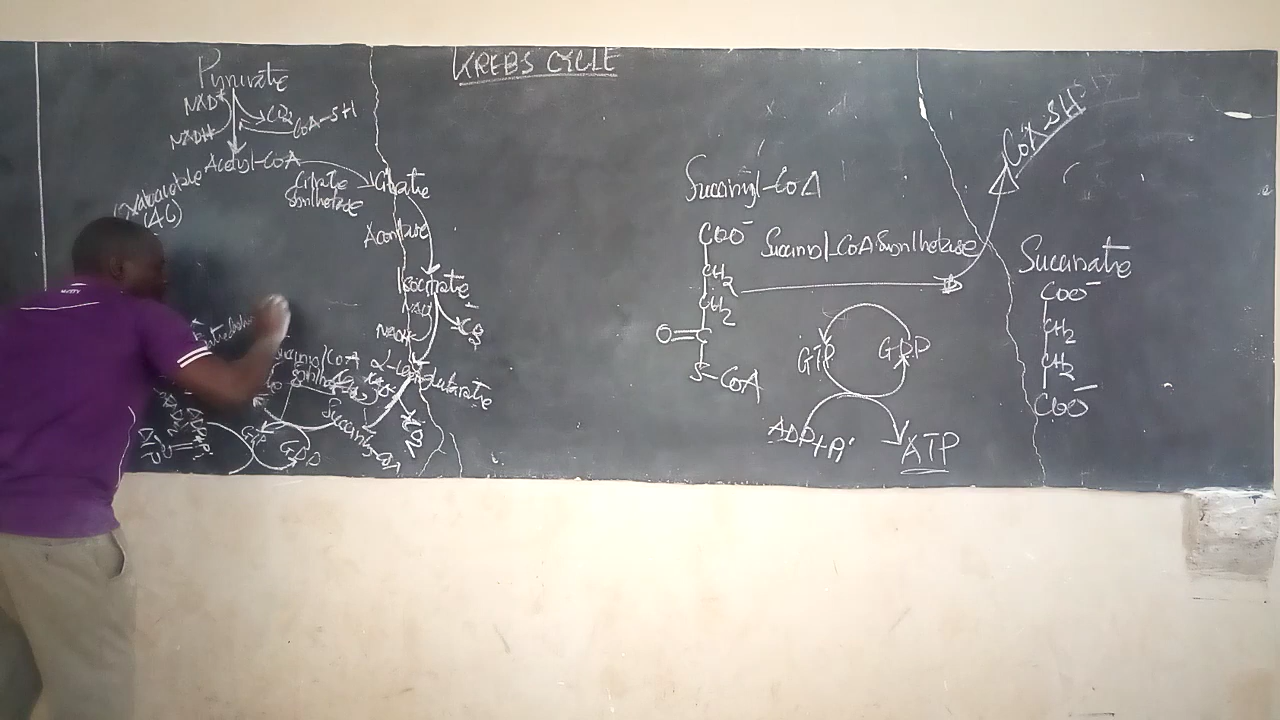 KREBS CYCLE
Pyruvate
NAD+
CO2
CoA-SH
NADH
Acetyl-CoA
Oxaloacetate
(4C)
Citrate
Synthetase
Citrate
Aconitase
Isocitrate
NAD
NADH
CO2
α-Ketoglutarate
CO2
Succinyl-CoA
Succinyl CoA
Synthetase
GTP
GDP
Succinyl-CoA
COO-
CH2
CH2
O=C
S-CoA
Succinyl CoA Synthetase
CoA-SH
GTP
GDP
ADP+Pi
ATP
Succinate
COO-
CH2
CH2
COO-